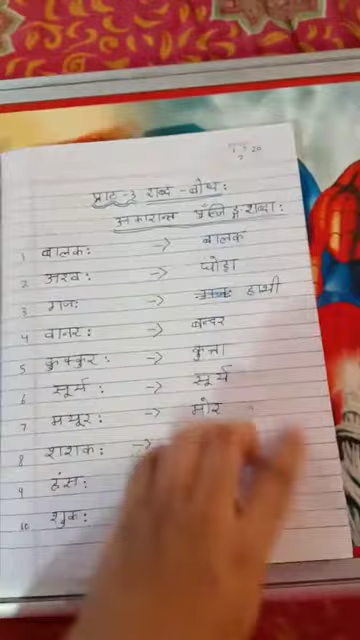 पाठ-3 शब्द-बोधः
अकारान्त पुँल्लिङ्ग शब्दाः
1 बालकः -> बालक
2 अश्वः -> घोड़ा
3 गजः -> हाथी
4 वानरः -> बन्दर
5 कुक्कुरः -> कुत्ता
6 सूर्यः -> सूर्य
7 मयूरः -> मोर
8 शशकः ->
9 हंसः
10 शुकः